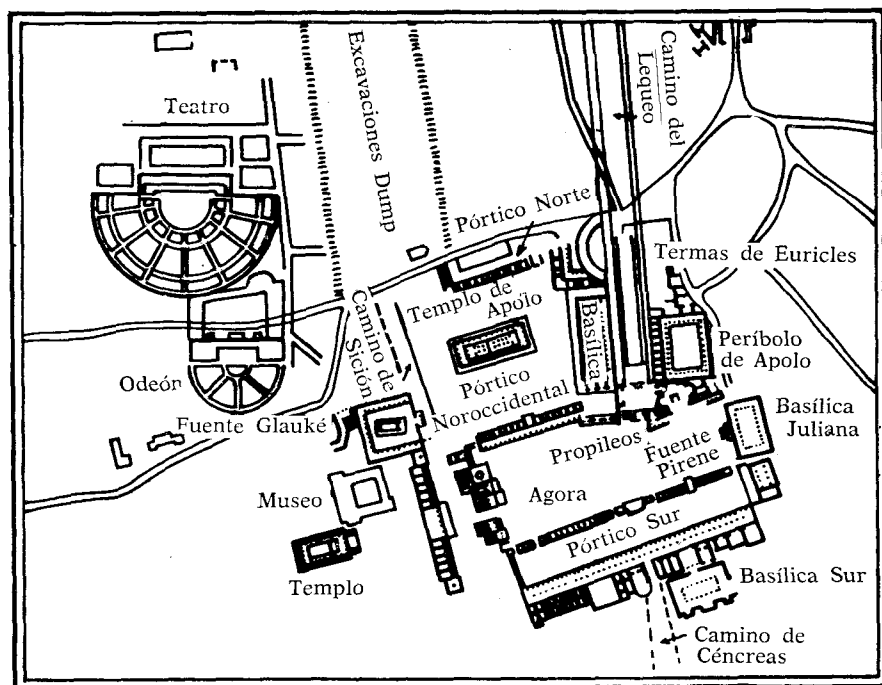 Teatro
Excavaciones Dump
Camino del
Lequeo
Pórtico Norte
Termas de Euricles
Templo de
Apolo
Basílica
Camino de
Sición
Períbolo
de Apolo
Odeón
Pórtico
Noroccidental
Fuente Glauké
Basílica
Juliana
Propileos
Fuente
Pirene
Museo
Agora
Pórtico Sur
Templo
Basílica Sur
Camino de
Céncreas